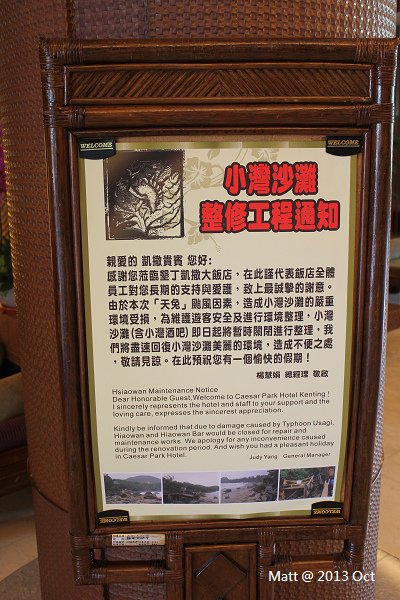 WELCOME
WELCOME
小灣沙灘
整修工程通知
親愛的 凱撒貴賓 您好:
感謝您蒞臨墾丁凱撒大飯店，在此謹代表飯店全體
員工對您長期的支持與愛護，致上最誠摯的謝意。
由於本次「天兔」颱風因素，造成小灣沙灘的嚴重
環境受損，為維護遊客安全及進行環境整理，小灣
沙灘(含小灣酒吧)即日起將暫時關閉進行整理，我
們將盡速回復小灣沙灘美麗的環境，造成不便之處
，敬請見諒。在此預祝您有一個愉快的假期！
楊慧娟 總經理 敬啟
Hsiaowan Maintenance Notice
Dear Honorable Guest,Welcome to Caesar Park Hotel Kenting !
I sincerely represents the hotel and staff to your support and the
loving care, expresses the sincerest appreciation.
Kindly be informed that due to damage caused by Typhoon Usagi,
Hiaowan and Hiaowan Bar would be closed for repair and
maintenance works. We apology for any inconvemience caused
during the renovation period. And wish you had a pleasant holiday
in Caesar Park Hotel.
Judy Yang General Manager
WELCOME
WELCOME
Matt @ 2013 Oct